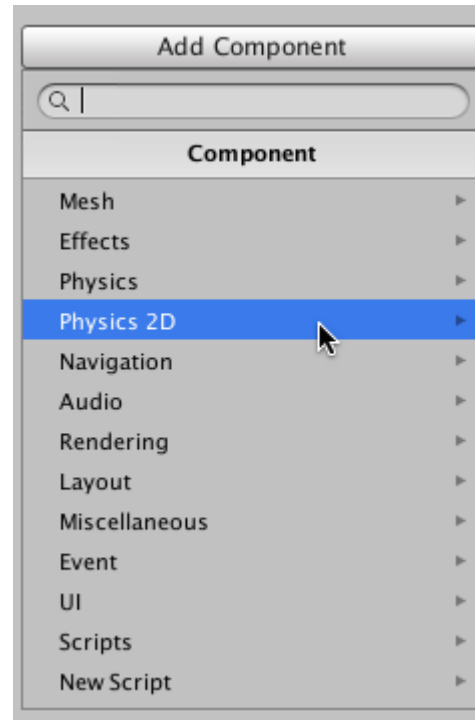 Add Component
Component
Mesh
Effects
Physics
Physics 2D
Navigation
Audio
Rendering
Layout
Miscellaneous
Event
UI
Scripts
New Script